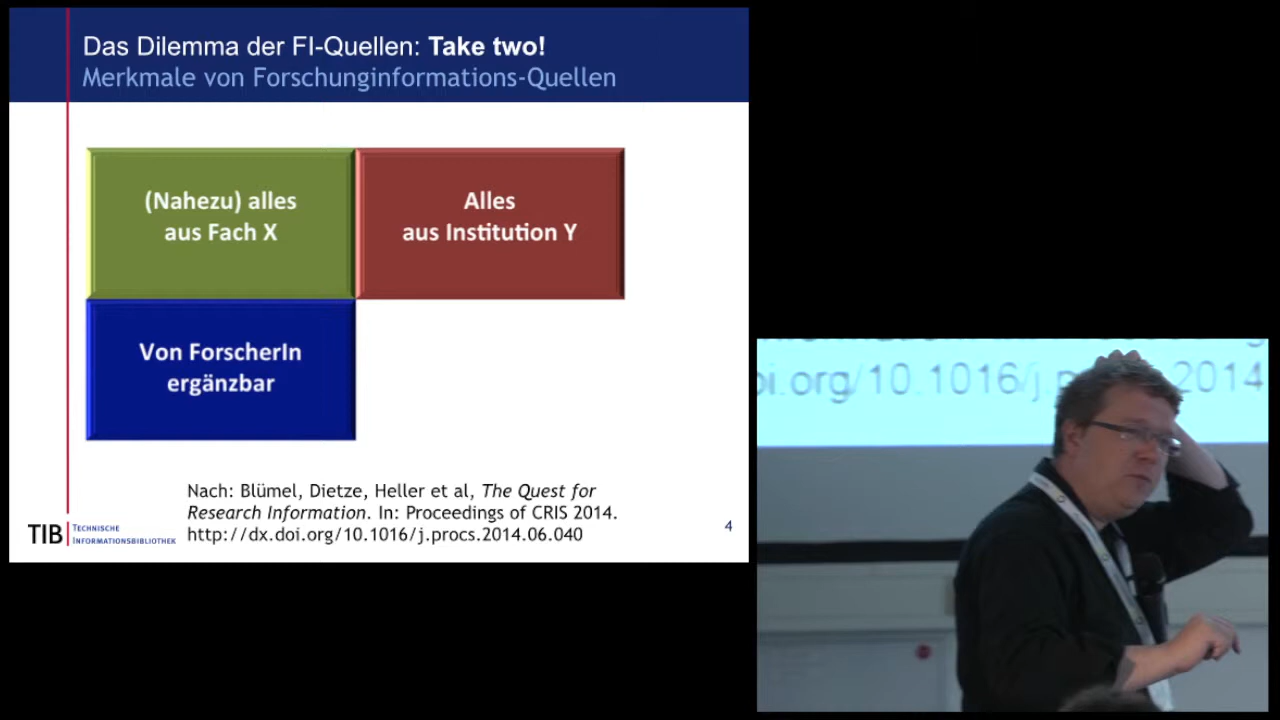 Das Dilemma der FI-Quellen: Take two!
Merkmale von Forschunginformations-Quellen
(Nahezu) alles
aus Fach X
Alles
aus Institution Y
Von ForscherIn
ergänzbar
Nach: Blümel, Dietze, Heller et al, The Quest for
Research Information. In: Proceedings of CRIS 2014.
http://dx.doi.org/10.1016/j.procs.2014.06.040
4
TIB TECHNISCHE
INFORMATIONSBIBLIOTHEK
oi.org/10.1016/j.p 2014